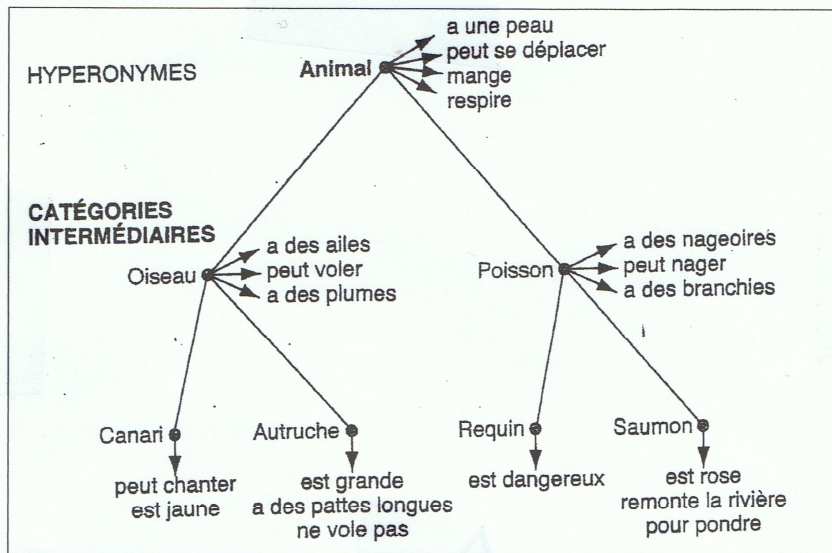 HYPERONYMES
Animal
a une peau
peut se déplacer
mange
respire
CATÉGORIES
INTERMÉDIAIRES
Oiseau
a des ailes
peut voler
a des plumes
Poisson
a des nageoires
peut nager
a des branchies
Canari
peut chanter
est jaune
Autruche
est grande
a des pattes longues
ne vole pas
Requin
est dangereux
Saumon
est rose
remonte la rivière
pour pondre